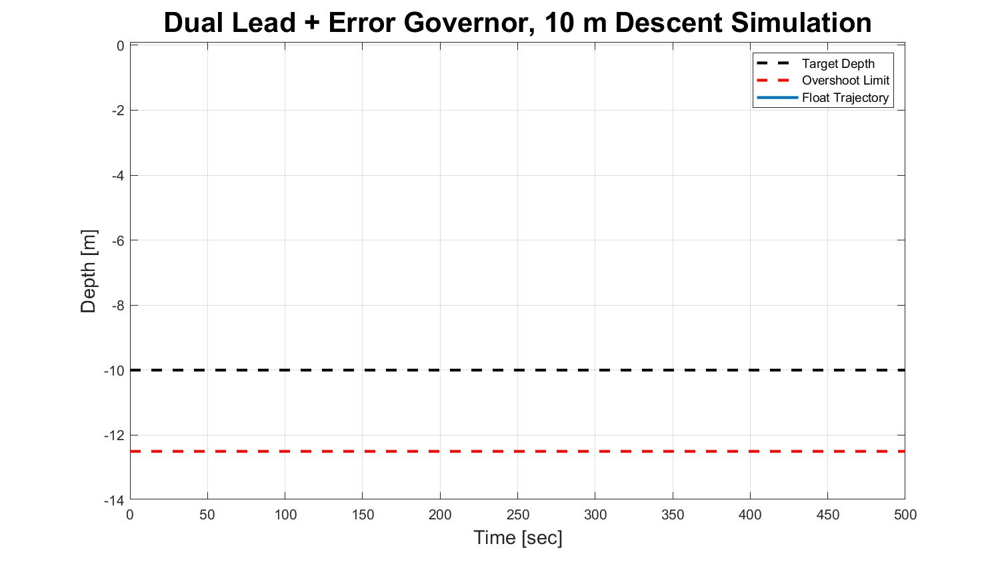 Dual Lead + Error Governor, 10 m Descent Simulation
Target Depth
Overshoot Limit
Float Trajectory
0
-2
-4
-6
-8
-10
-12
-14
Depth [m]
0 50 100 150 200 250 300 350 400 450 500
Time [sec]